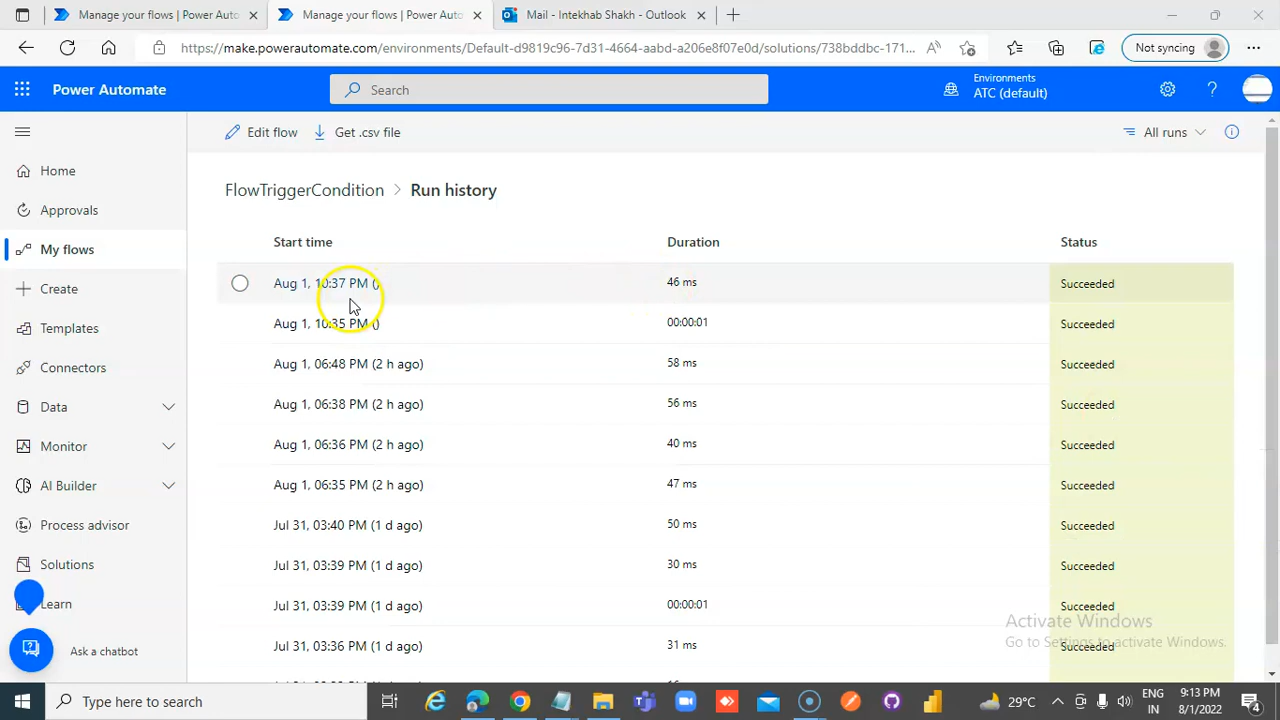 Manage your flows | Power Auto
Manage your flows | Power Auto
Mail - Intekhab Shakh - Outlook
https://make.powerautomate.com/environments/Default-d9819c96-7d31-4664-aabd-a206e8f07e0d/solutions/738bddbc-171...
Not syncing
Power Automate
Search
Environments
ATC (default)
Edit flow
Get .csv file
All runs
Home
Approvals
My flows
Create
Templates
Connectors
Data
Monitor
AI Builder
Process advisor
Solutions
Learn
Ask a chatbot
FlowTriggerCondition > Run history
Start time Duration Status
Aug 1, 10:37 PM () 46 ms Succeeded
Aug 1, 10:35 PM () 00:00:01 Succeeded
Aug 1, 06:48 PM (2 h ago) 58 ms Succeeded
Aug 1, 06:38 PM (2 h ago) 56 ms Succeeded
Aug 1, 06:36 PM (2 h ago) 40 ms Succeeded
Aug 1, 06:35 PM (2 h ago) 47 ms Succeeded
Jul 31, 03:40 PM (1 d ago) 50 ms Succeeded
Jul 31, 03:39 PM (1 d ago) 30 ms Succeeded
Jul 31, 03:39 PM (1 d ago) 00:00:01 Succeeded
Jul 31, 03:36 PM (1 d ago) 31 ms Succeeded
Activate Windows
Go to Settings to activate Windows.
Type here to search
29°C
ENG
IN
9:13 PM
8/1/2022
4